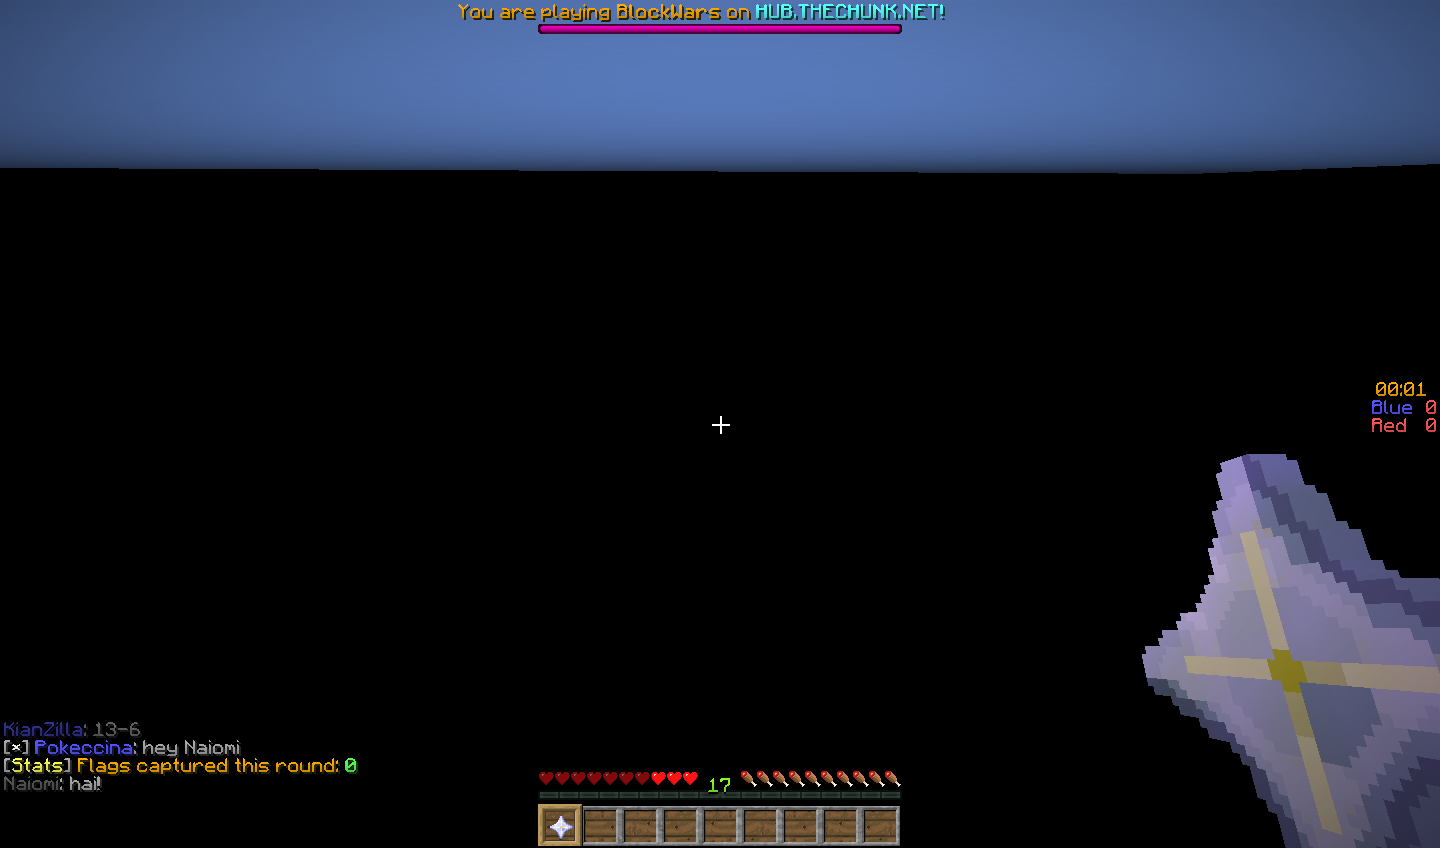 You are playing BlockWars on HUB.THECHUNK.NET!
00:01
Blue 0
Red 0
KianZilla: 13-6
[×] Pokeccina: hey Naiomi
[Stats] Flags captured this round: 0
Naiomi: hai!
17